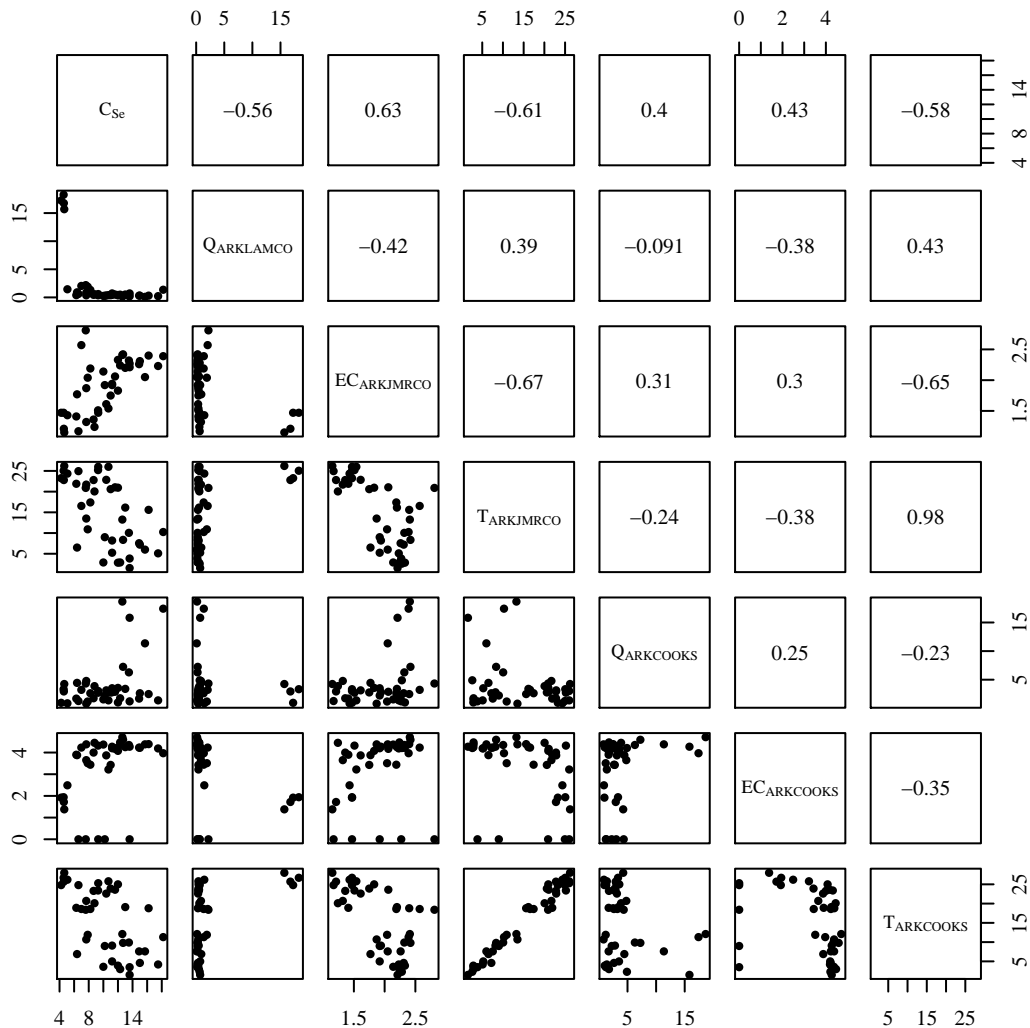 0 5 15
5 15 25
0 2 4
C_Se −0.56 0.63 −0.61 0.4 0.43 −0.58
4 8 14
0 5 15
Q_ARKLAMCO −0.42 0.39 −0.091 −0.38 0.43
EC_ARKJMRCO −0.67 0.31 0.3 −0.65
1.5 2.5
5 15 25
T_ARKJMRCO −0.24 −0.38 0.98
Q_ARKCOOKS 0.25 −0.23
5 15
0 2 4
EC_ARKCOOKS −0.35
T_ARKCOOKS
5 15 25
4 8 14
1.5 2.5
5 15
5 15 25